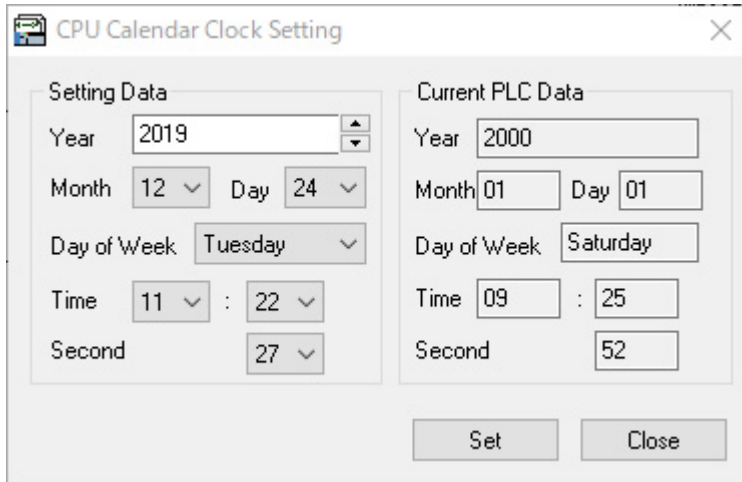 CPU Calendar Clock Setting
Setting Data
Year 2019
Month 12 Day 24
Day of Week Tuesday
Time 11 : 22
Second 27
Current PLC Data
Year 2000
Month 01 Day 01
Day of Week Saturday
Time 09 : 25
Second 52
Set Close